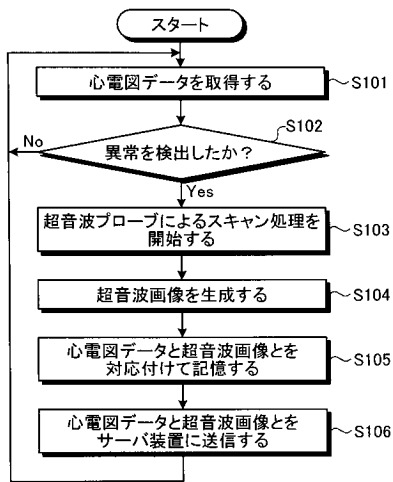 スタート
心電図データを取得する
S101
S102
異常を検出したか?
No
Yes
超音波プローブによるスキャン処理を
開始する
S103
超音波画像を生成する
S104
心電図データと超音波画像とを
対応付けて記憶する
S105
心電図データと超音波画像とを
サーバ装置に送信する
S106